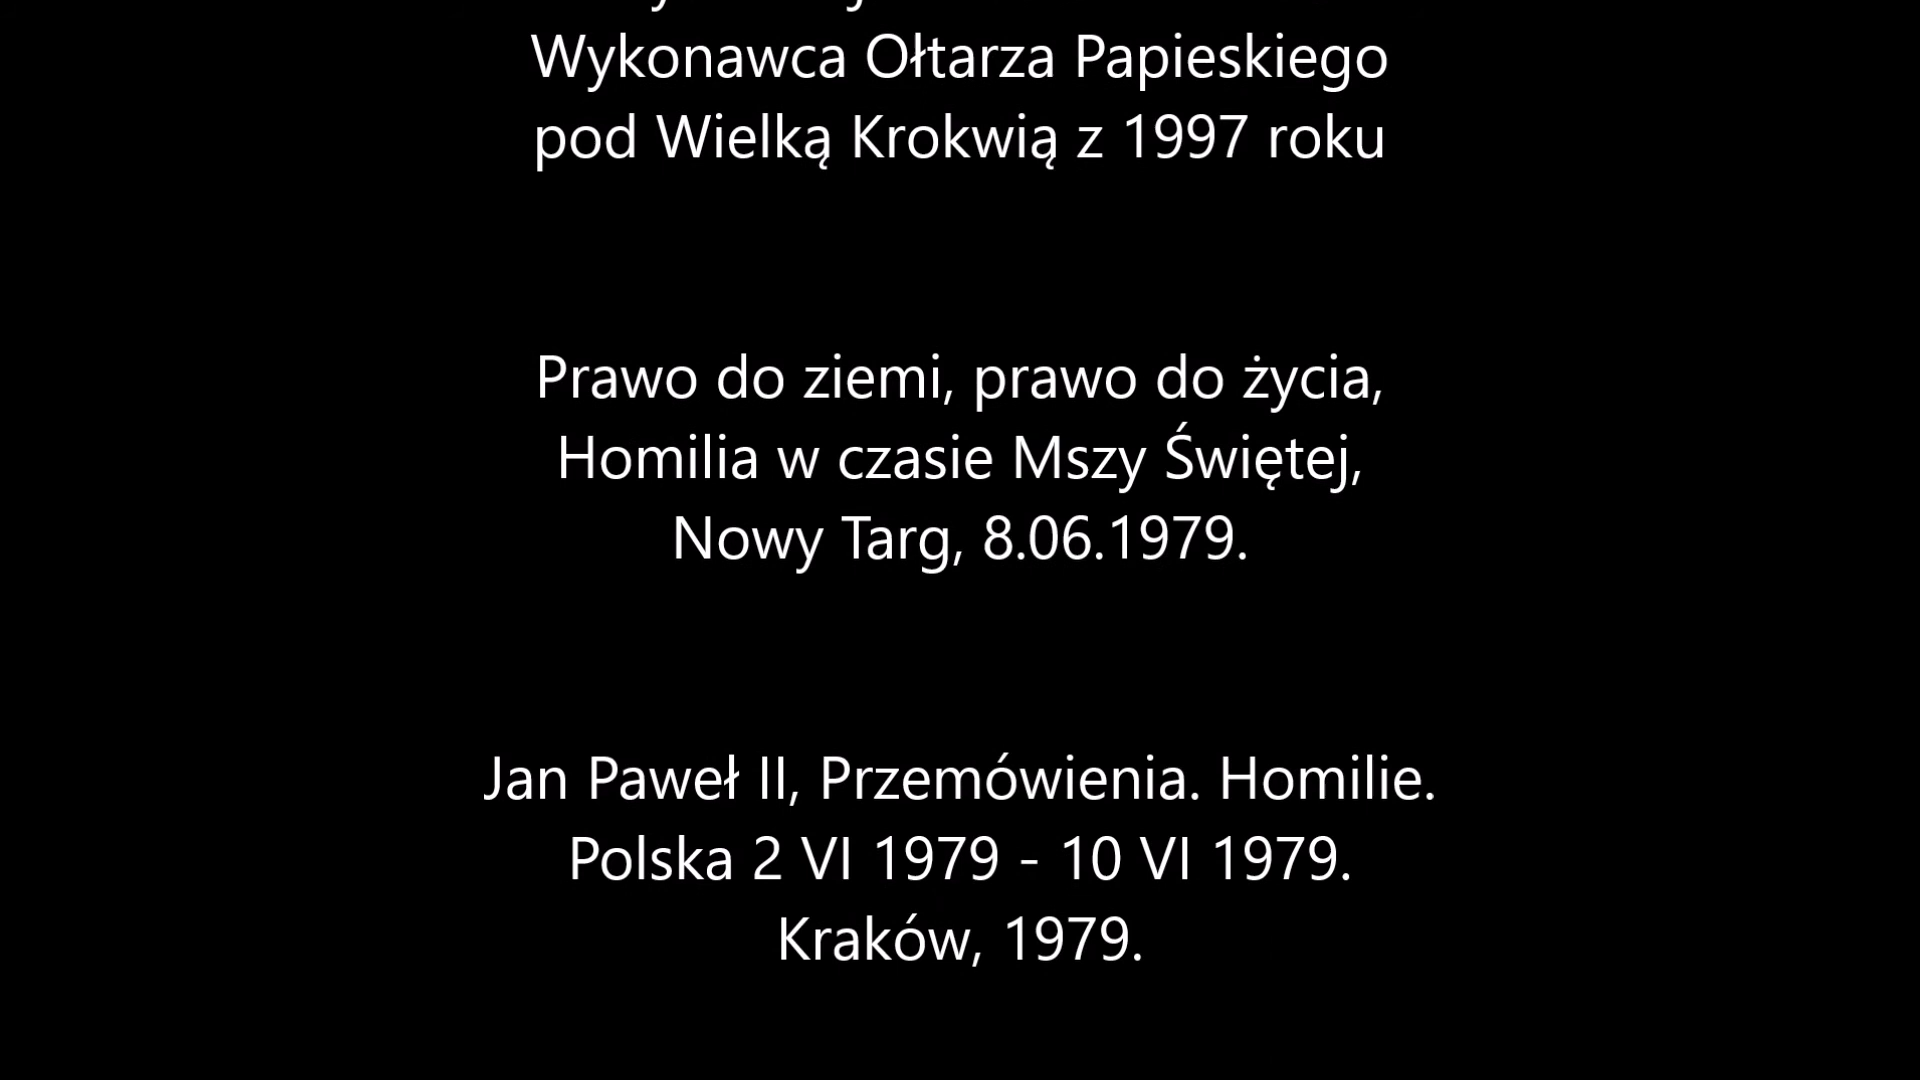 Wykonawca Ołtarza Papieskiego
pod Wielką Krokwią z 1997 roku
Prawo do ziemi, prawo do życia,
Homilia w czasie Mszy Świętej,
Nowy Targ, 8.06.1979.
Jan Paweł II, Przemówienia. Homilie.
Polska 2 VI 1979 - 10 VI 1979.
Kraków, 1979.